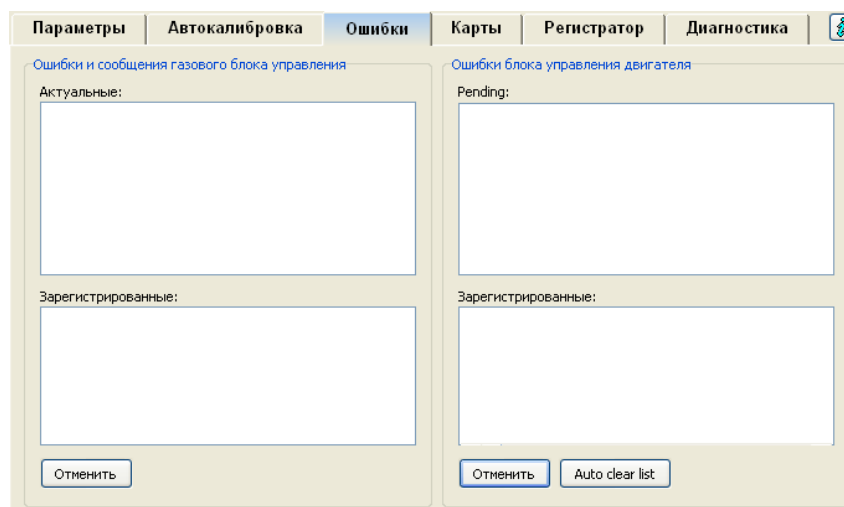 Параметры Автокалибровка Ошибки Карты Регистратор Диагностика
Ошибки и сообщения газового блока управления
Актуальные:
Зарегистрированные:
Отменить
Ошибки блока управления двигателя
Pending:
Зарегистрированные:
Отменить Auto clear list